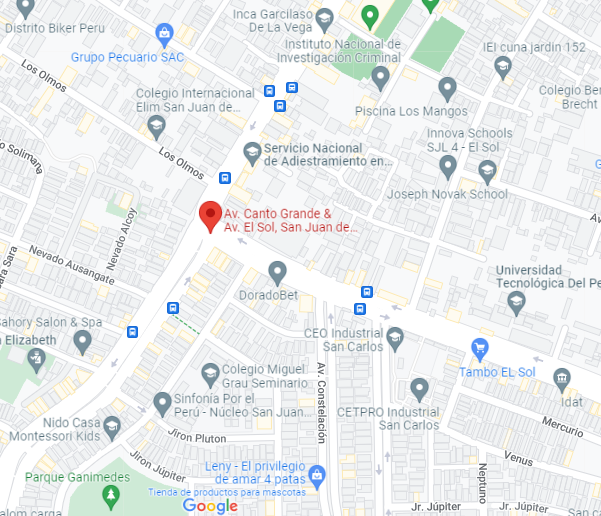 Distrito Biker Peru
Inca Garcilaso
De La Vega
Grupo Pecuario SAC
Instituto Nacional de
Investigación Criminal
IEI cuna jardin 152
Los Olmos
Colegio Internacional
Elim San Juan de...
Piscina Los Mangos
Colegio Be
Brecht
Servicio Nacional
de Adiestramiento en...
Innova Schools
SJL 4 - El Sol
o Solimana
Los Olmos
Joseph Novak School
Nevado Alcoy
Av. Canto Grande &
Av. El Sol, San Juan de...
Av
Nevado Ausangate
ara Sara
DoradoBet
Universidad
Tecnológica Del Pe
Sahory Salon & Spa
a Elizabeth
CEO Industrial
San Carlos
Colegio Miguel
Grau Seminario
Av. Constelación
Tambo EL Sol
Idat
Sinfonía Por el
Perú - Núcleo San Juan...
CETPRO Industrial
San Carlos
Nido Casa
Montessori Kids
Jiron Pluton
Mercurio
Venus
Jiron Júpiter
Leny - El privilegio
de amar 4 patas
Tienda de productos para mascotas
Neptuno
Parque Ganimedes
Google
Jr. Júpiter
Jr. Júpiter
alom carga